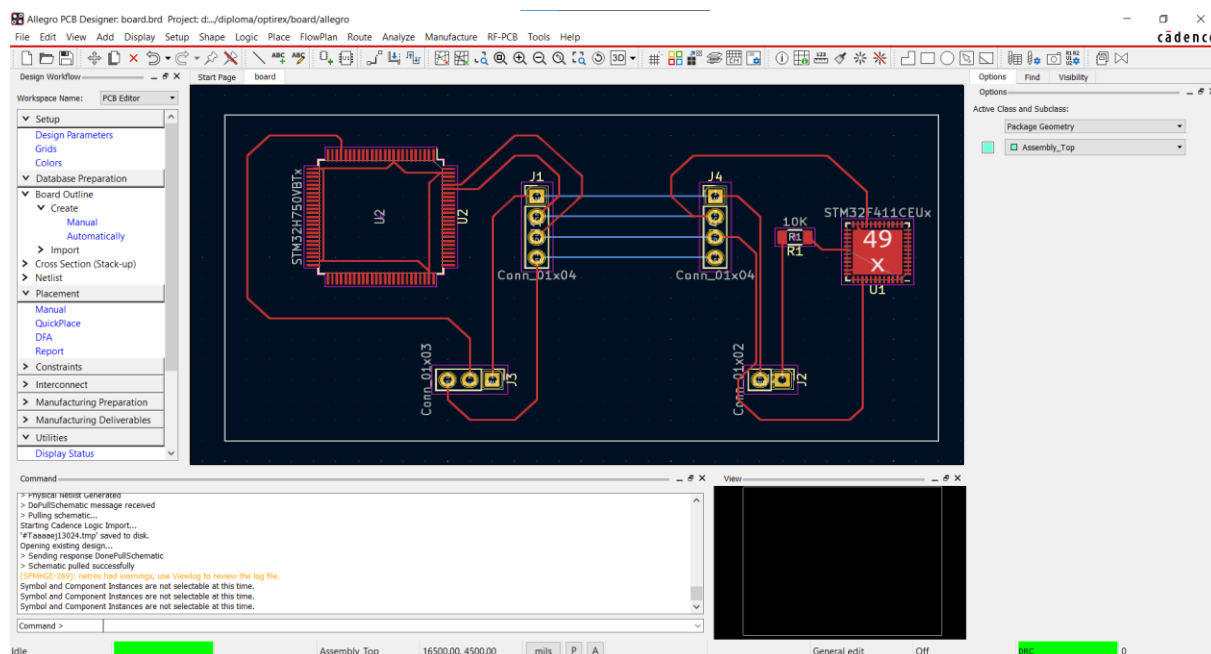 Allegro PCB Designer: board.brd Project: d:.../diploma/optirex/board/allegro
File Edit View Add Display Setup Shape Logic Place FlowPlan Route Analyze Manufacture RF-PCB Tools Help
cādence
Design Workflow
Start Page board
Options Find Visibility
Options
Workspace Name: PCB Editor
Active Class and Subclass:
Package Geometry
Assembly_Top
Setup
Design Parameters
Grids
Colors
Database Preparation
Board Outline
Create
Manual
Automatically
Import
Cross Section (Stack-up)
Netlist
Placement
Manual
QuickPlace
DFA
Report
Constraints
Interconnect
Manufacturing Preparation
Manufacturing Deliverables
Utilities
Display Status
STM32H750VBTx
U2
U2
J1
Conn_01x04
J4
Conn_01x04
10K
R1
R1
STM32F411CEUx
49
X
U1
Conn_01x03
J3
Conn_01x02
J2
Command
> Physical Netlist Generated
> DoPullSchematic message received
> Pulling schematic...
Starting Cadence Logic Import...
'#Taaaaej13024.tmp' saved to disk.
Opening existing design...
> Sending response DonePullSchematic
> Schematic pulled successfully
(SPMHGE-269): netrev had warnings, use Viewlog to review the log file.
Symbol and Component Instances are not selectable at this time.
Symbol and Component Instances are not selectable at this time.
Symbol and Component Instances are not selectable at this time.
Command >
View
Idle Assembly_Top 16500.00, 4500.00 mils P A General edit Off DRC 0